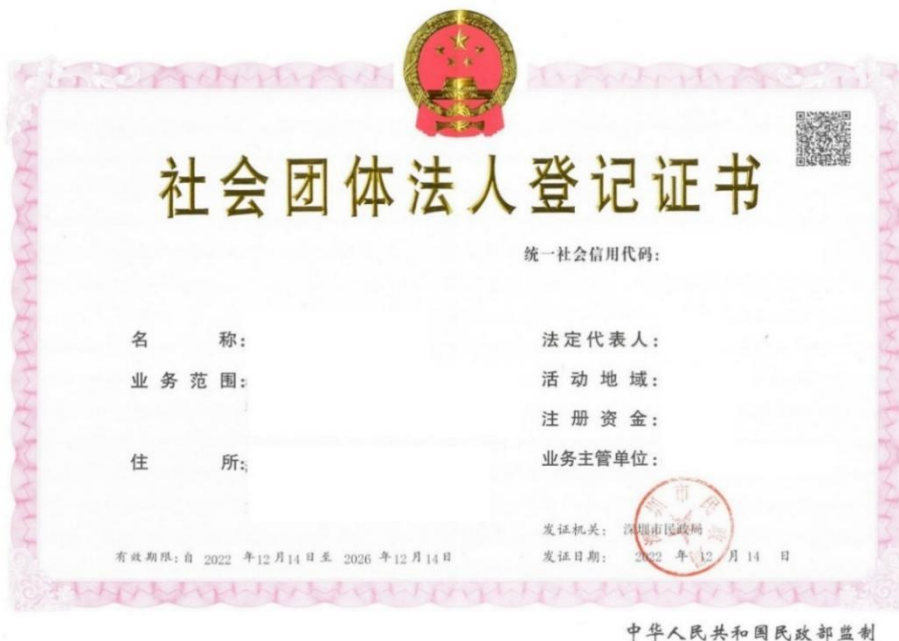 社会团体法人登记证书
统一社会信用代码:
名称:
法定代表人:
业务范围:
活动地域:
注册资金:
住所:
业务主管单位:
发证机关: 深圳市民政局
有效期限:自 2022 年12月14日至 2026 年12月14日
发证日期: 2022 年 12 月 14 日
中华人民共和国民政部监制